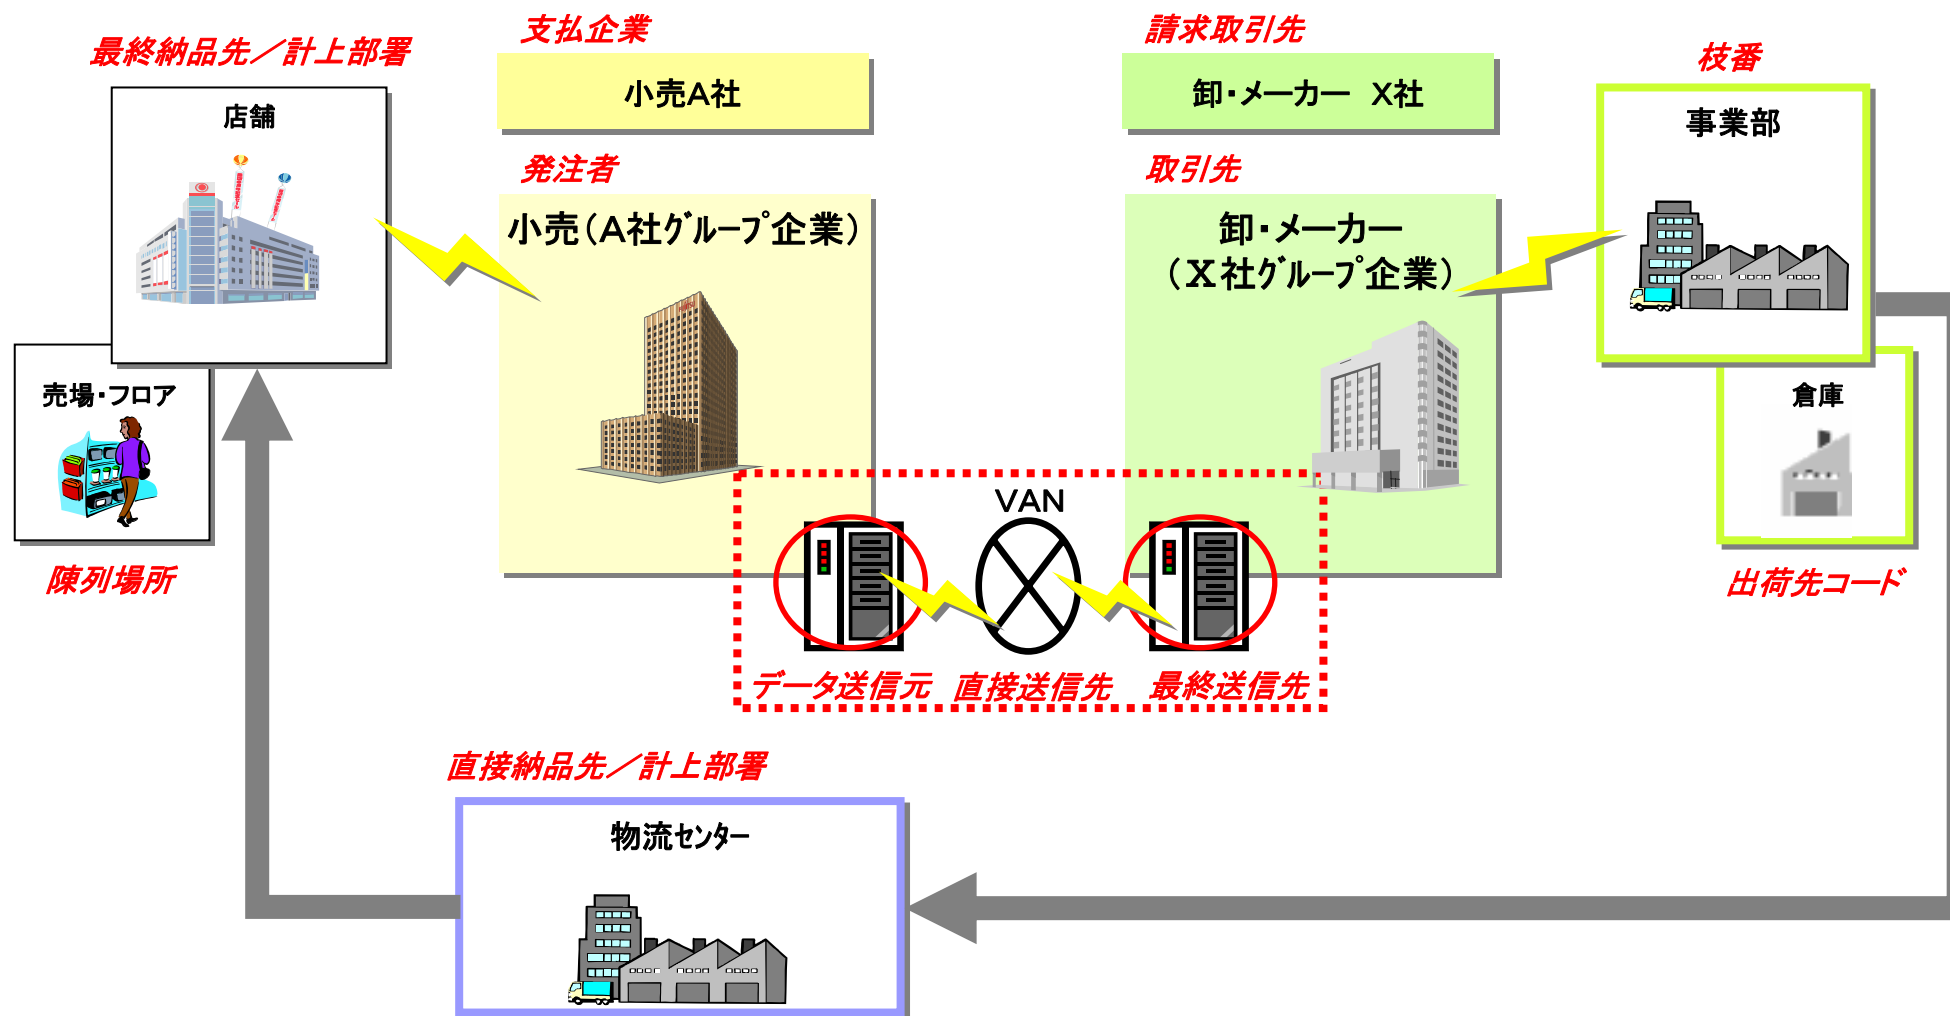 支払企業
請求取引先
最終納品先／計上部署
枝番
小売Ａ社
卸・メーカー　Ｘ社
店舗
事業部
発注者
取引先
小売（Ａ社グループ企業）
卸・メーカー
（Ｘ社グループ企業）
売場・フロア
倉庫
VAN
陳列場所
出荷先コード
データ送信元
直接送信先
最終送信先
直接納品先／計上部署
物流センター